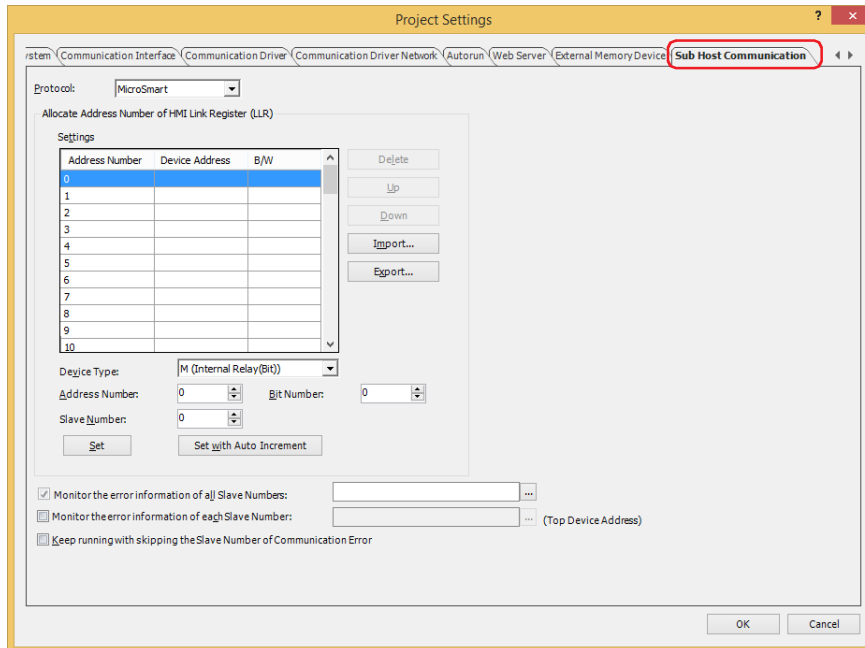 Project Settings
? ×
ystem Communication Interface Communication Driver Communication Driver Network Autorun Web Server External Memory Device Sub Host Communication
Protocol: MicroSmart
Allocate Address Number of HMI Link Register (LLR)
Settings
Address Number Device Address B/W
0
1
2
3
4
5
6
7
8
9
10
Delete
Up
Down
Import...
Export...
Device Type: M (Internal Relay(Bit))
Address Number: 0 Bit Number: 0
Slave Number: 0
Set Set with Auto Increment
Monitor the error information of all Slave Numbers: ...
Monitor the error information of each Slave Number: ... (Top Device Address)
Keep running with skipping the Slave Number of Communication Error
OK Cancel